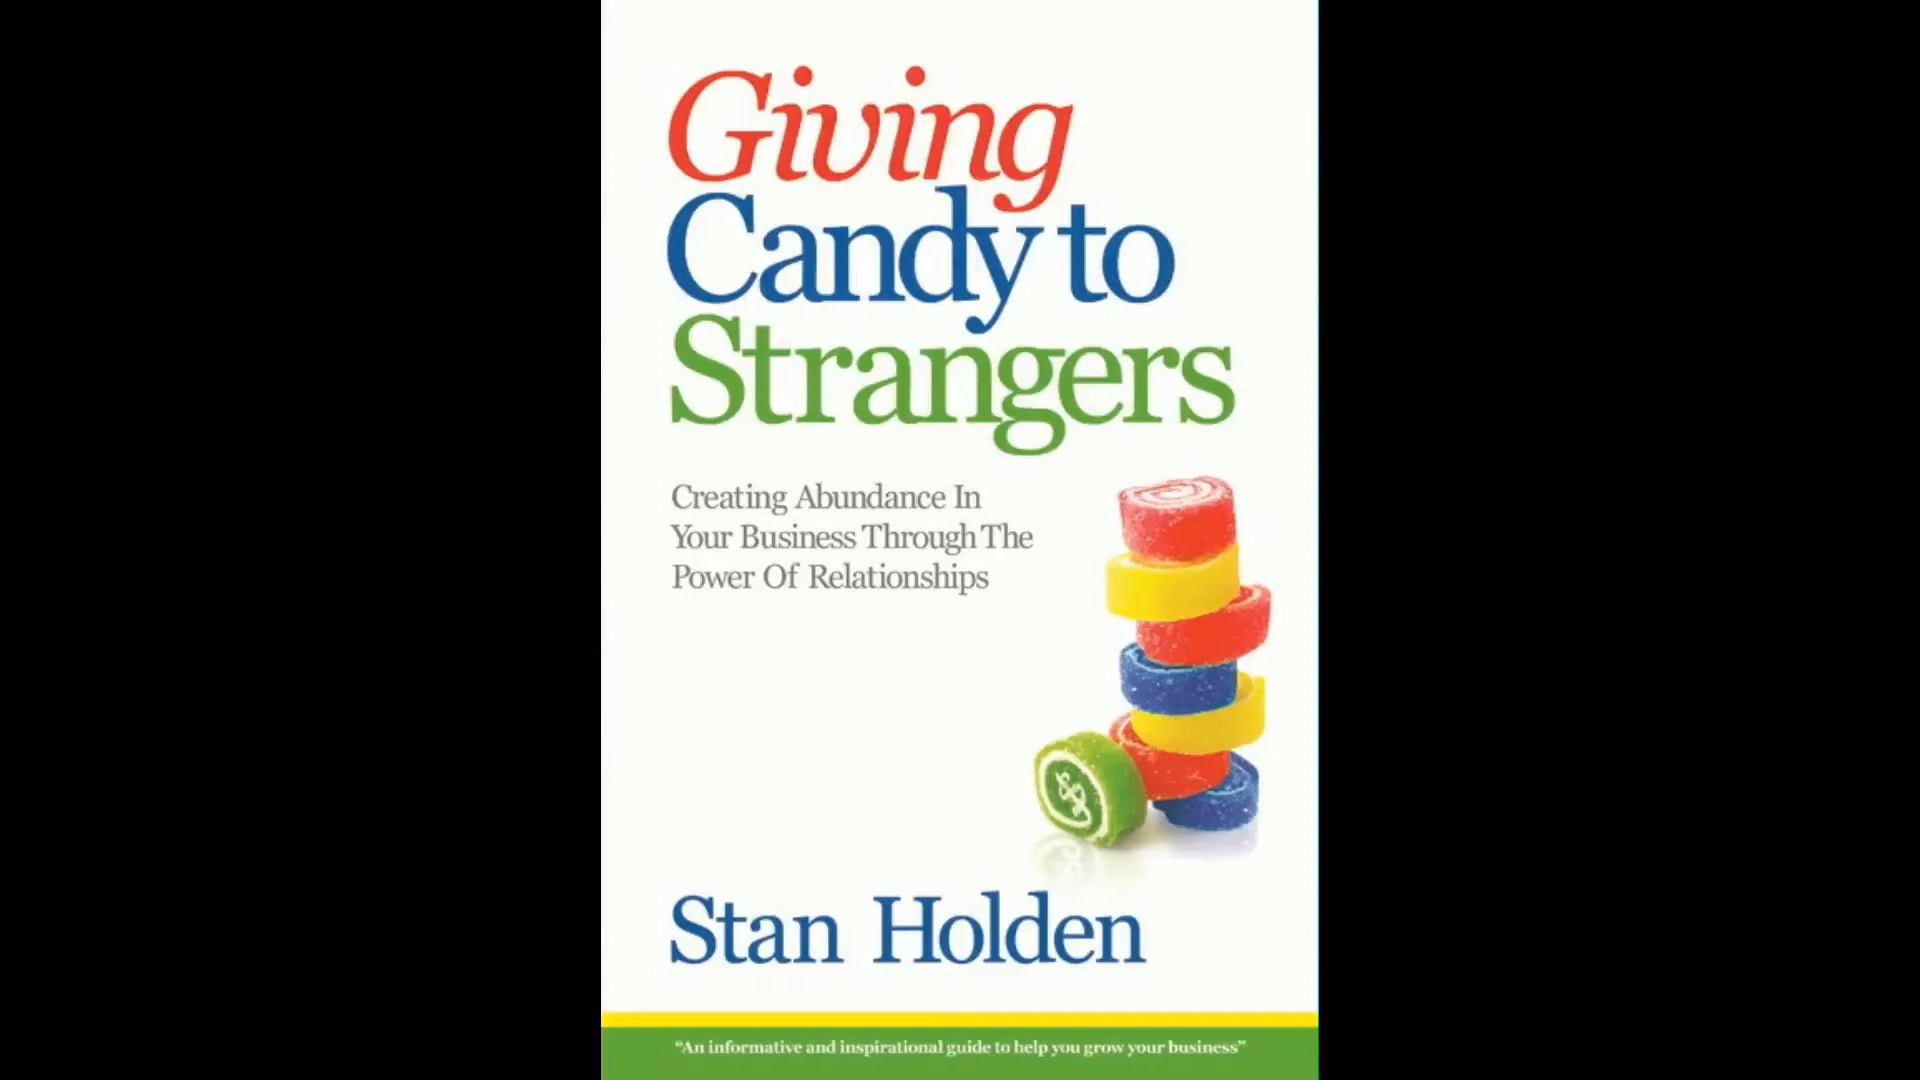 Giving
Candy to
Strangers
Creating Abundance In
Your Business Through The
Power Of Relationships
$
Stan Holden
“An informative and inspirational guide to help you grow your business”